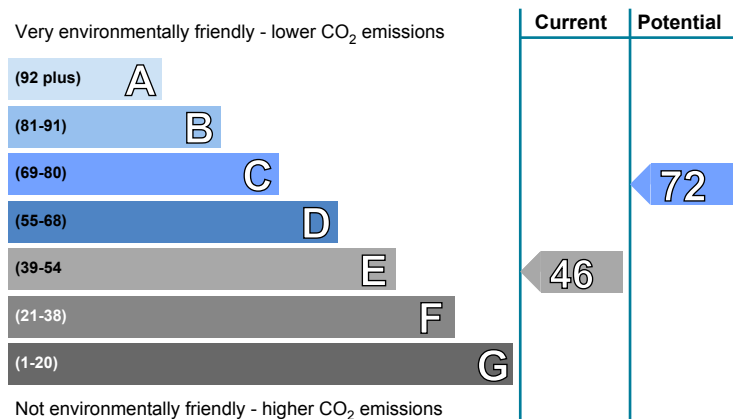 Current Potential
Very environmentally friendly - lower CO2 emissions
(92 plus) A
(81-91) B
(69-80) C
72
(55-68) D
(39-54 E
46
(21-38) F
(1-20) G
Not environmentally friendly - higher CO2 emissions